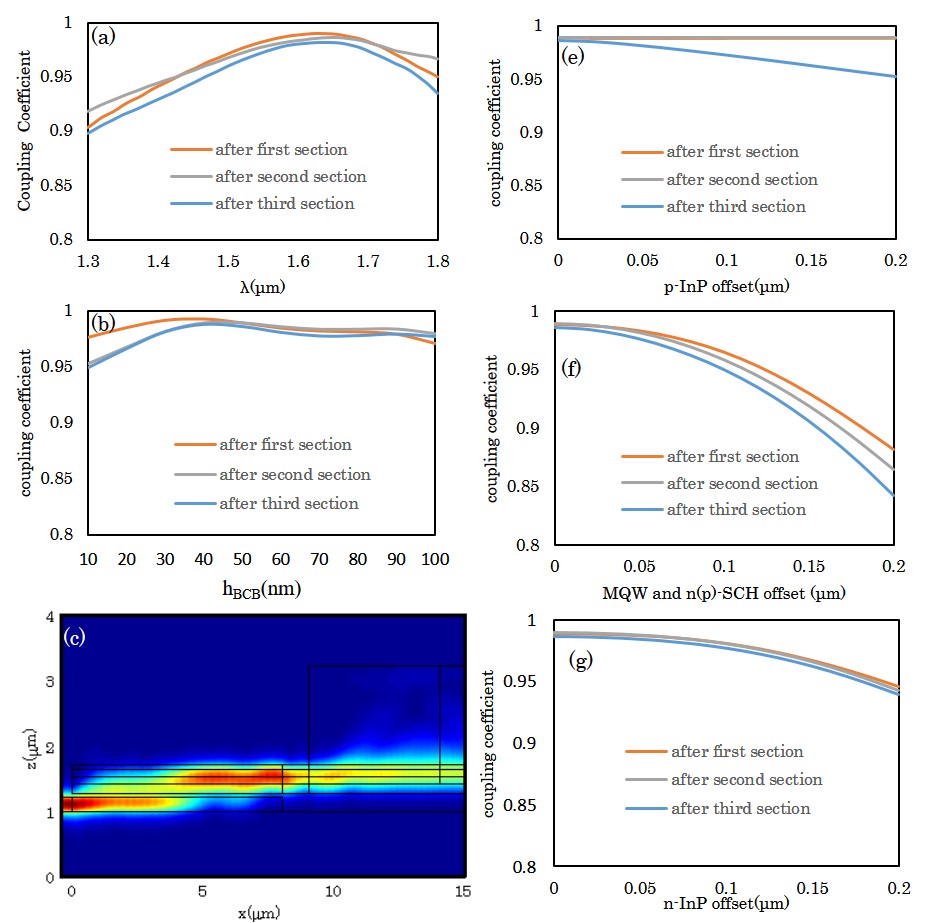 (a)
Coupling Coefficient
1
0.95
0.9
0.85
0.8
after first section
after second section
after third section
1.3 1.4 1.5 1.6 1.7 1.8
λ(μm)
(b)
coupling coefficient
1
0.95
0.9
0.85
0.8
after first section
after second section
after third section
10 20 30 40 50 60 70 80 90 100
hBCB(nm)
(c)
z(μm)
4
3
2
1
0
0 5 10 15
x(μm)
(e)
coupling coefficient
1
0.95
0.9
0.85
0.8
after first section
after second section
after third section
0 0.05 0.1 0.15 0.2
p-InP offset(μm)
(f)
coupling coefficient
1
0.95
0.9
0.85
0.8
after first section
after second section
after third section
0 0.05 0.1 0.15 0.2
MQW and n(p)-SCH offset (μm)
(g)
coupling coefficient
1
0.95
0.9
0.85
0.8
after first section
after second section
after third section
0 0.05 0.1 0.15 0.2
n-InP offset(μm)